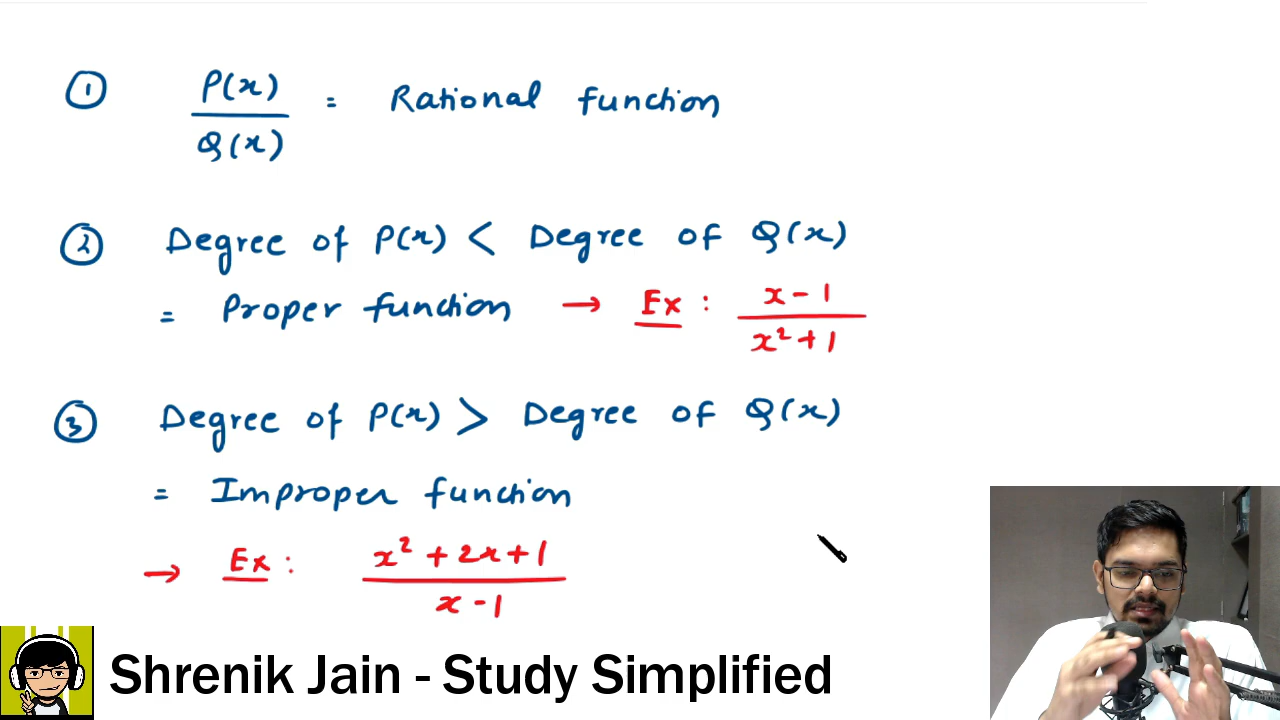 ① P(x)/Q(x) = Rational function
② Degree of P(x) < Degree of Q(x)
= Proper function → Ex : x - 1 / x² + 1
③ Degree of P(x) > Degree of Q(x)
= Improper function
→ Ex : x² + 2x + 1 / x - 1
Shrenik Jain - Study Simplified